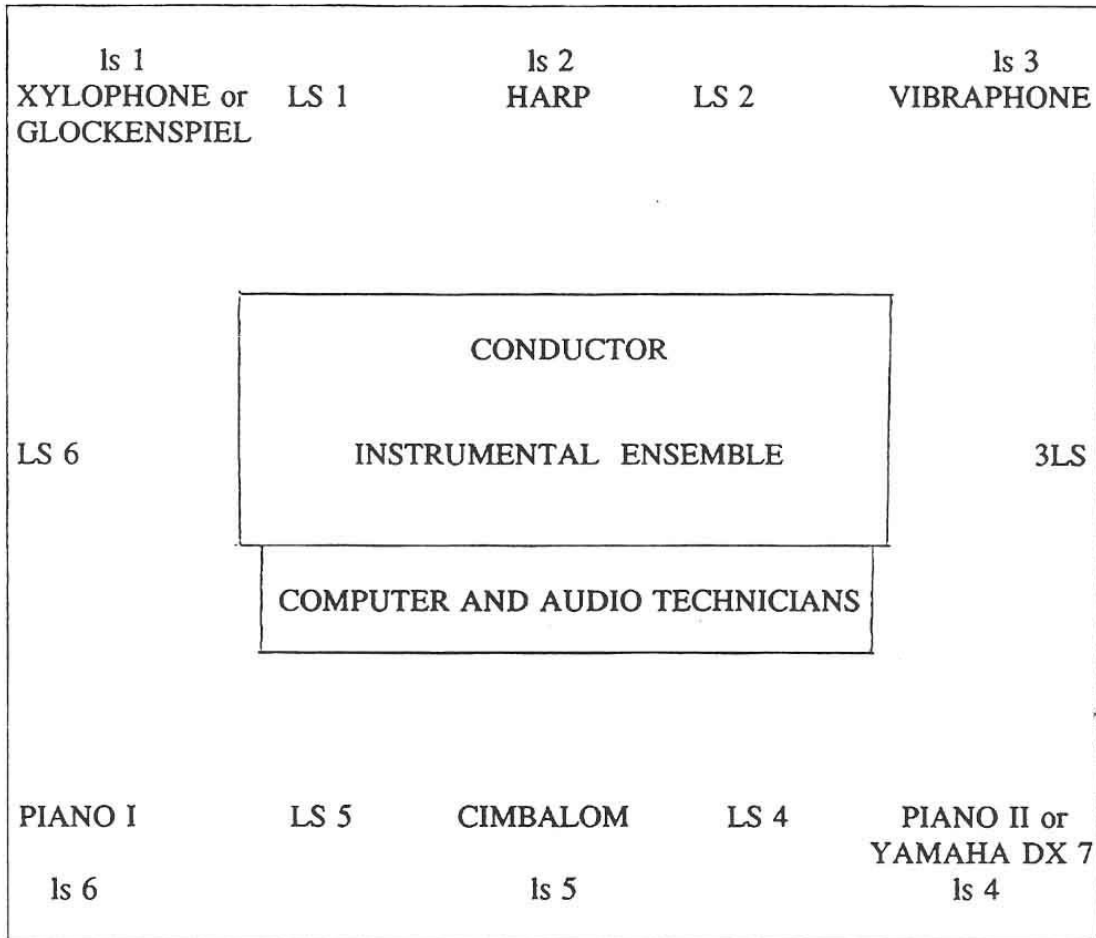 ls 1 ls 2 ls 3
XYLOPHONE or LS 1 HARP LS 2 VIBRAPHONE
GLOCKENSPIEL
CONDUCTOR
LS 6 INSTRUMENTAL ENSEMBLE 3LS
COMPUTER AND AUDIO TECHNICIANS
PIANO I LS 5 CIMBALOM LS 4 PIANO II or
YAMAHA DX 7
ls 6 ls 5 ls 4